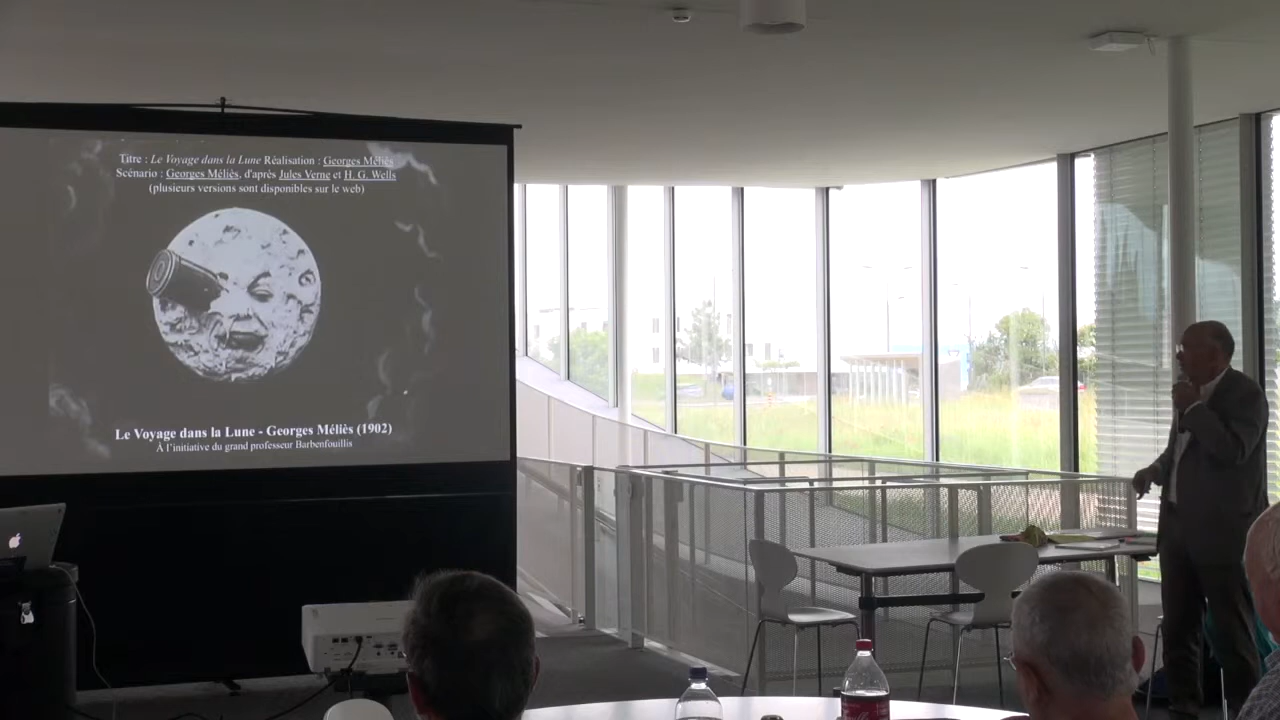 Titre : Le Voyage dans la Lune Réalisation : Georges Méliès
Scénario : Georges Méliès, d'après Jules Verne et H. G. Wells
(plusieurs versions sont disponibles sur le web)
Le Voyage dans la Lune - Georges Méliès (1902)
À l'initiative du grand professeur Barbenfouillis